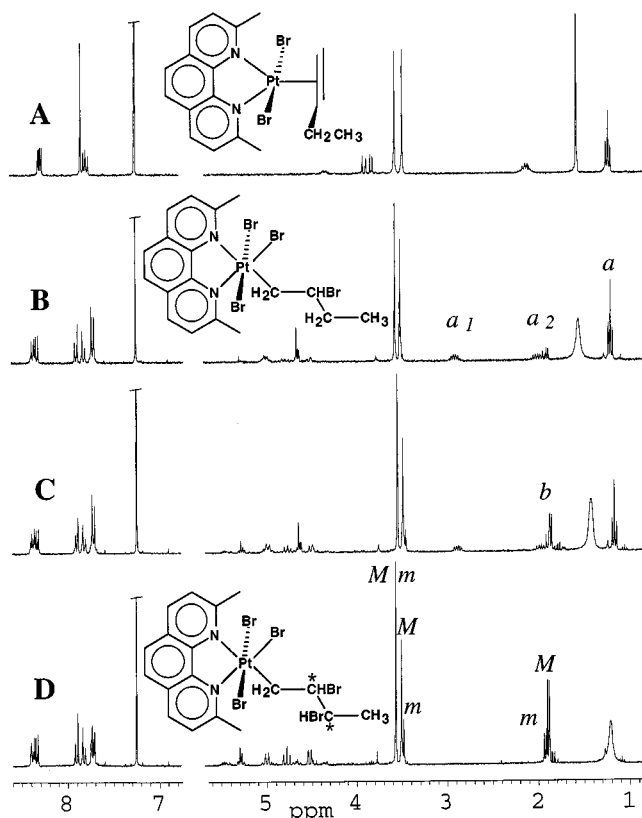 A
N
N
Br
Pt
Br
CH₂CH₃
B
N
N
Br
Br
Pt
Br
H₂C
CHBr
H₂C
CH₃
a 1
a 2
a
C
b
D
N
N
Br
Br
Pt
Br
H₂C
*
CHBr
HBrC
*
CH₃
M m
M
m
m
M
8 7 5 4 3 2 1
ppm